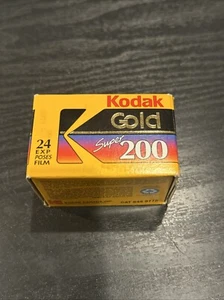 Kodak
Gold
Super
200
24
EXP
POSES
FILM